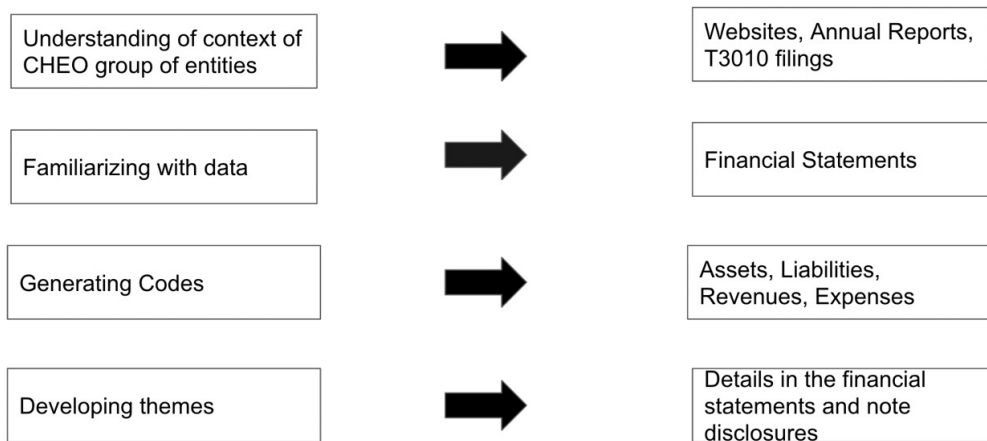 Understanding of context of
CHEO group of entities
Websites, Annual Reports,
T3010 filings
Familiarizing with data
Financial Statements
Generating Codes
Assets, Liabilities,
Revenues, Expenses
Developing themes
Details in the financial
statements and note
disclosures